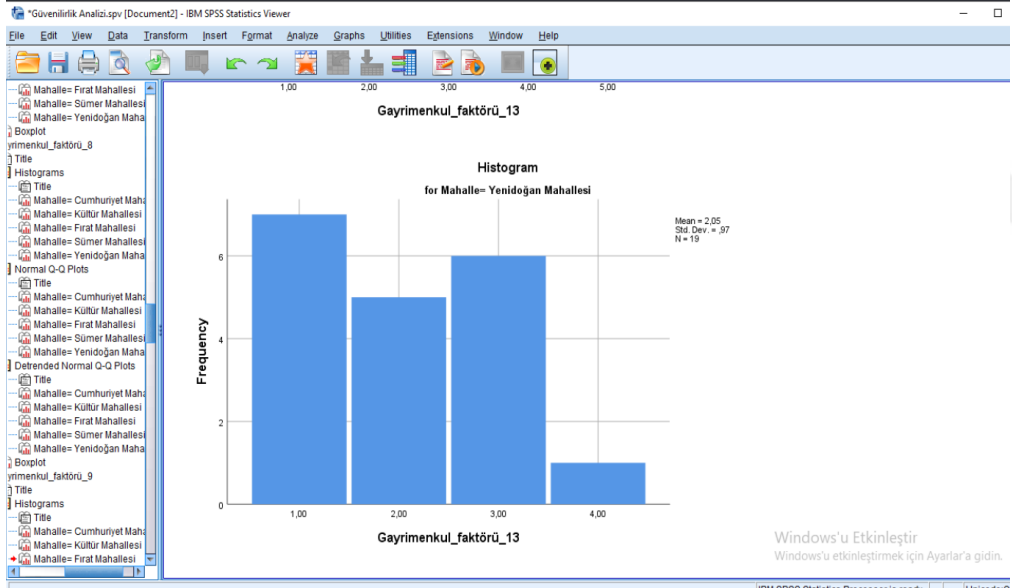 *Güvenilirlik Analizi.spv [Document2] - IBM SPSS Statistics Viewer
File Edit View Data Transform Insert Format Analyze Graphs Utilities Extensions Window Help
Mahalle= Fırat Mahallesi
Mahalle= Sümer Mahallesi
Mahalle= Yenidoğan Maha
Boxplot
yrimenkul_faktörü_8
Title
Histograms
Title
Mahalle= Cumhuriyet Maha
Mahalle= Kültür Mahallesi
Mahalle= Fırat Mahallesi
Mahalle= Sümer Mahallesi
Mahalle= Yenidoğan Maha
Normal Q-Q Plots
Title
Mahalle= Cumhuriyet Maha
Mahalle= Kültür Mahallesi
Mahalle= Fırat Mahallesi
Mahalle= Sümer Mahallesi
Mahalle= Yenidoğan Maha
Detrended Normal Q-Q Plots
Title
Mahalle= Cumhuriyet Maha
Mahalle= Kültür Mahallesi
Mahalle= Fırat Mahallesi
Mahalle= Sümer Mahallesi
Mahalle= Yenidoğan Maha
Boxplot
yrimenkul_faktörü_9
Title
Histograms
Title
Mahalle= Cumhuriyet Maha
Mahalle= Kültür Mahallesi
Mahalle= Fırat Mahallesi
1,00 2,00 3,00 4,00 5,00
Gayrimenkul_faktörü_13
Histogram
for Mahalle= Yenidoğan Mahallesi
Mean = 2,05
Std. Dev. = ,97
N = 19
Frequency
6
4
2
0
1,00 2,00 3,00 4,00
Gayrimenkul_faktörü_13
Windows'u Etkinleştir
Windows'u etkinleştirmek için Ayarlar'a gidin.